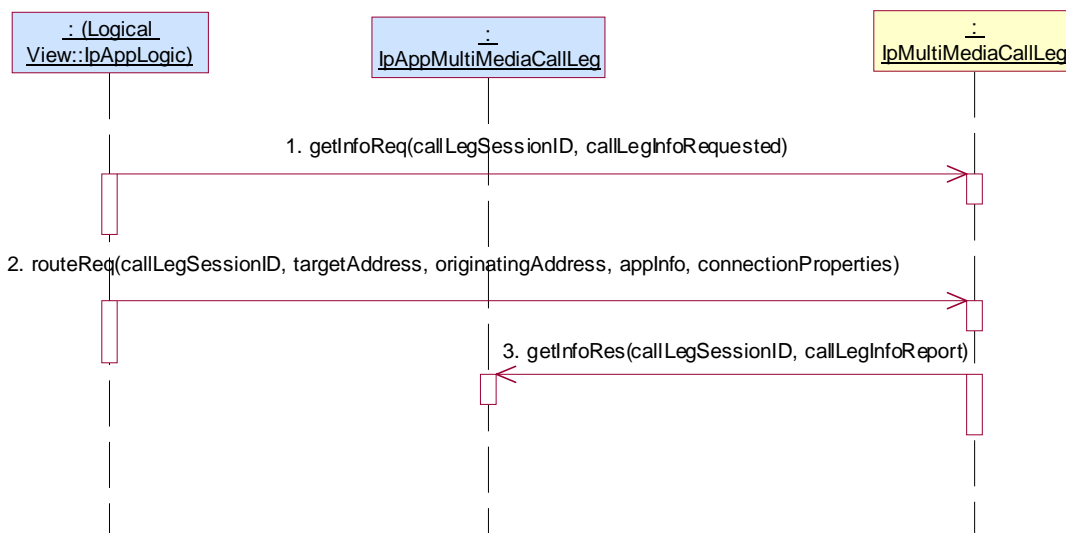 : (Logical
View::IpAppLogic)
:
IpAppMultiMediaCallLeg
:
IpMultiMediaCallLeg
1. getInfoReq(callLegSessionID, callLegInfoRequested)
2. routeReq(callLegSessionID, targetAddress, originatingAddress, appInfo, connectionProperties)
3. getInfoRes(callLegSessionID, callLegInfoReport)